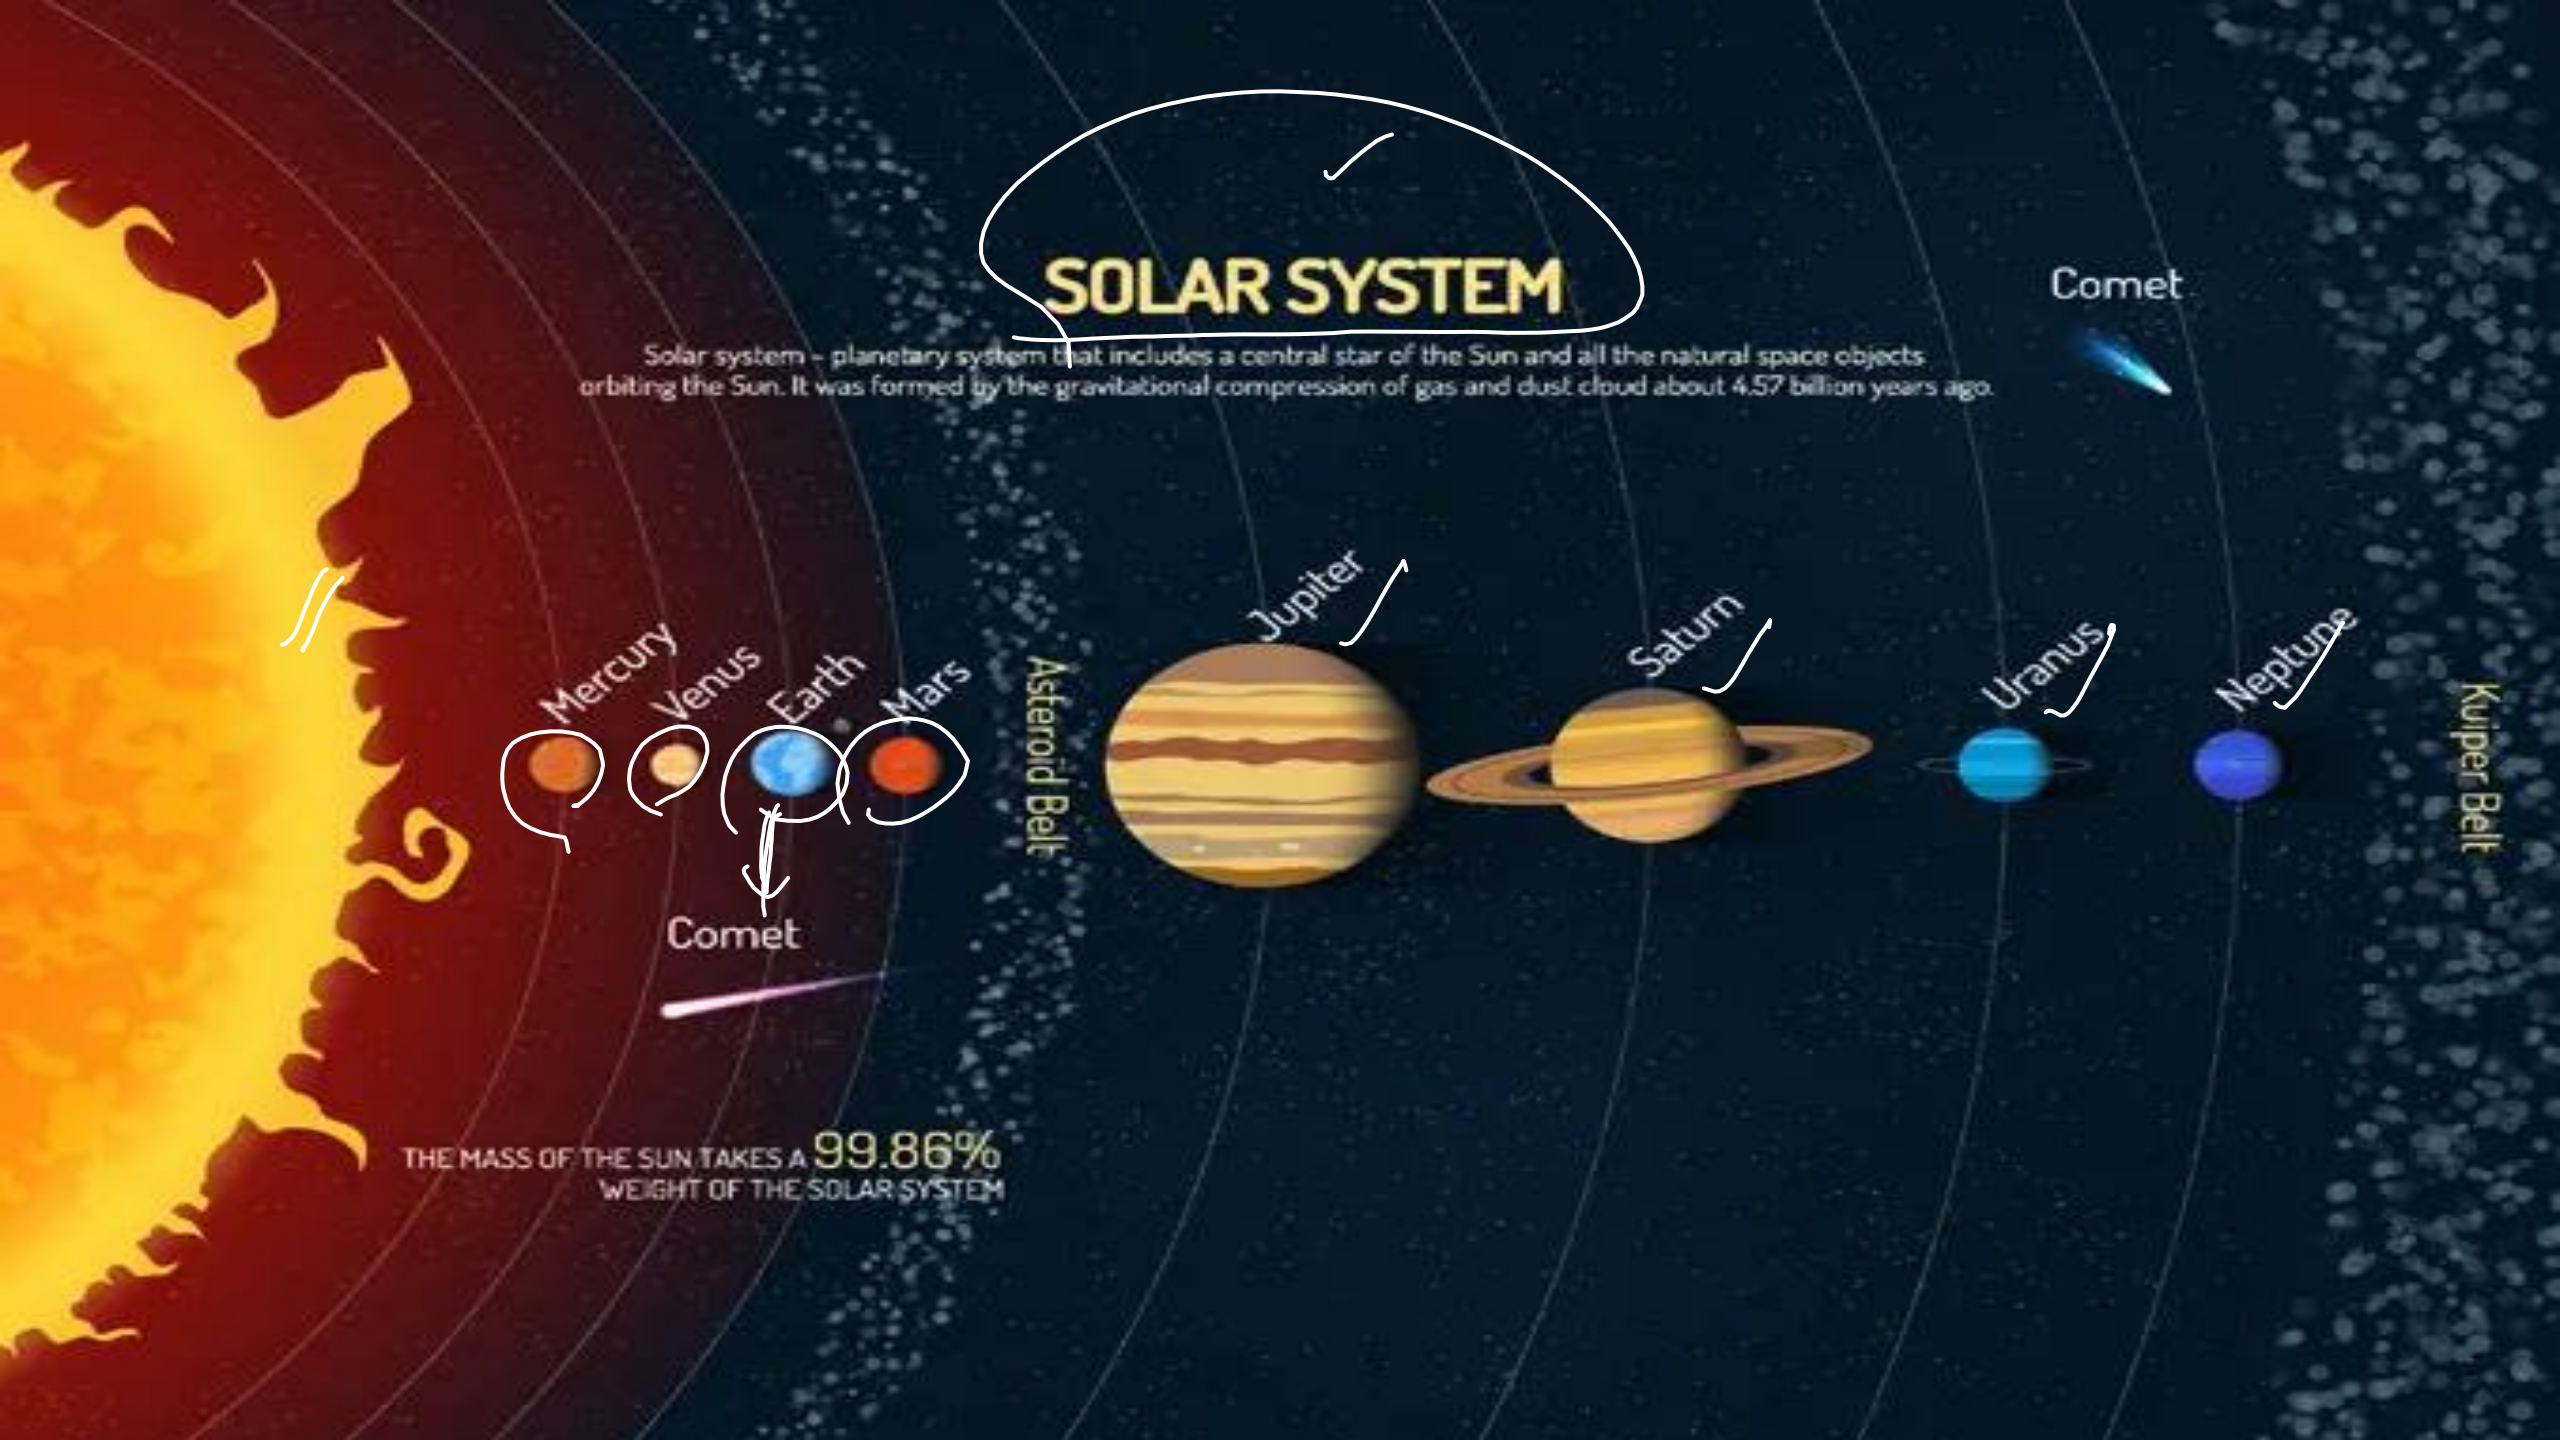 SOLAR SYSTEM
Comet
Solar system - planetary system that includes a central star of the Sun and all the natural space objects
orbiting the Sun. It was formed by the gravitational compression of gas and dust cloud about 4.57 billion years ago.
Mercury
Venus
Earth
Mars
Asteroid Belt
Jupiter
Saturn
Uranus
Neptune
Kuiper Belt
Comet
THE MASS OF THE SUN TAKES A 99.86%
WEIGHT OF THE SOLAR SYSTEM